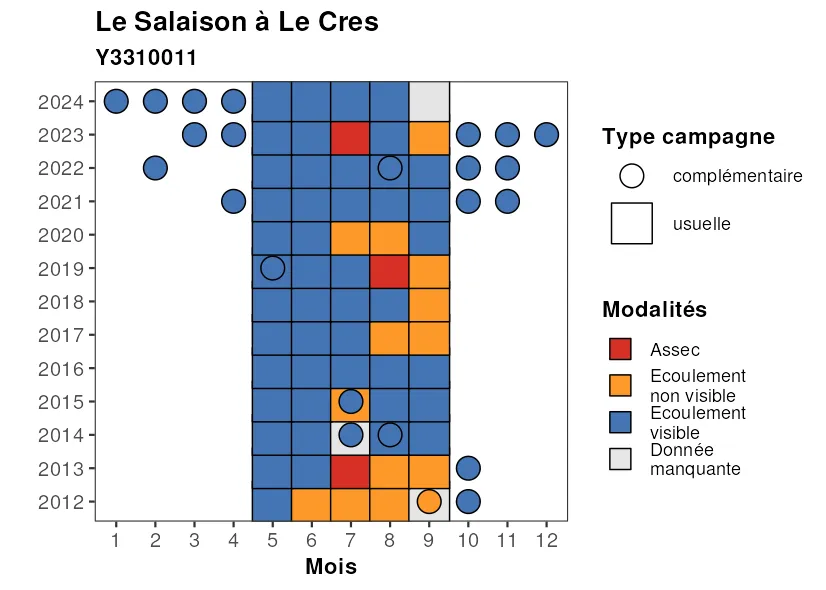 Le Salaison à Le Cres
Y3310011
2024
2023
2022
2021
2020
2019
2018
2017
2016
2015
2014
2013
2012
1 2 3 4 5 6 7 8 9 10 11 12
Mois
Type campagne
complémentaire
usuelle
Modalités
Assec
Ecoulement
non visible
Ecoulement
visible
Donnée
manquante